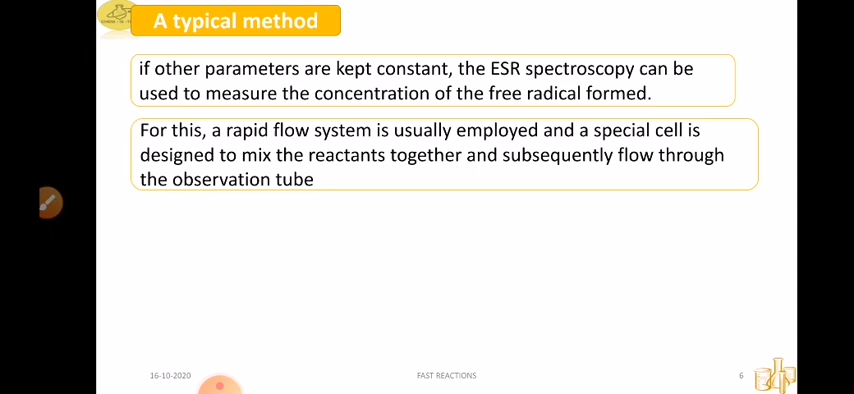 A typical method
if other parameters are kept constant, the ESR spectroscopy can be
used to measure the concentration of the free radical formed.
For this, a rapid flow system is usually employed and a special cell is
designed to mix the reactants together and subsequently flow through
the observation tube
16-10-2020
FAST REACTIONS
6